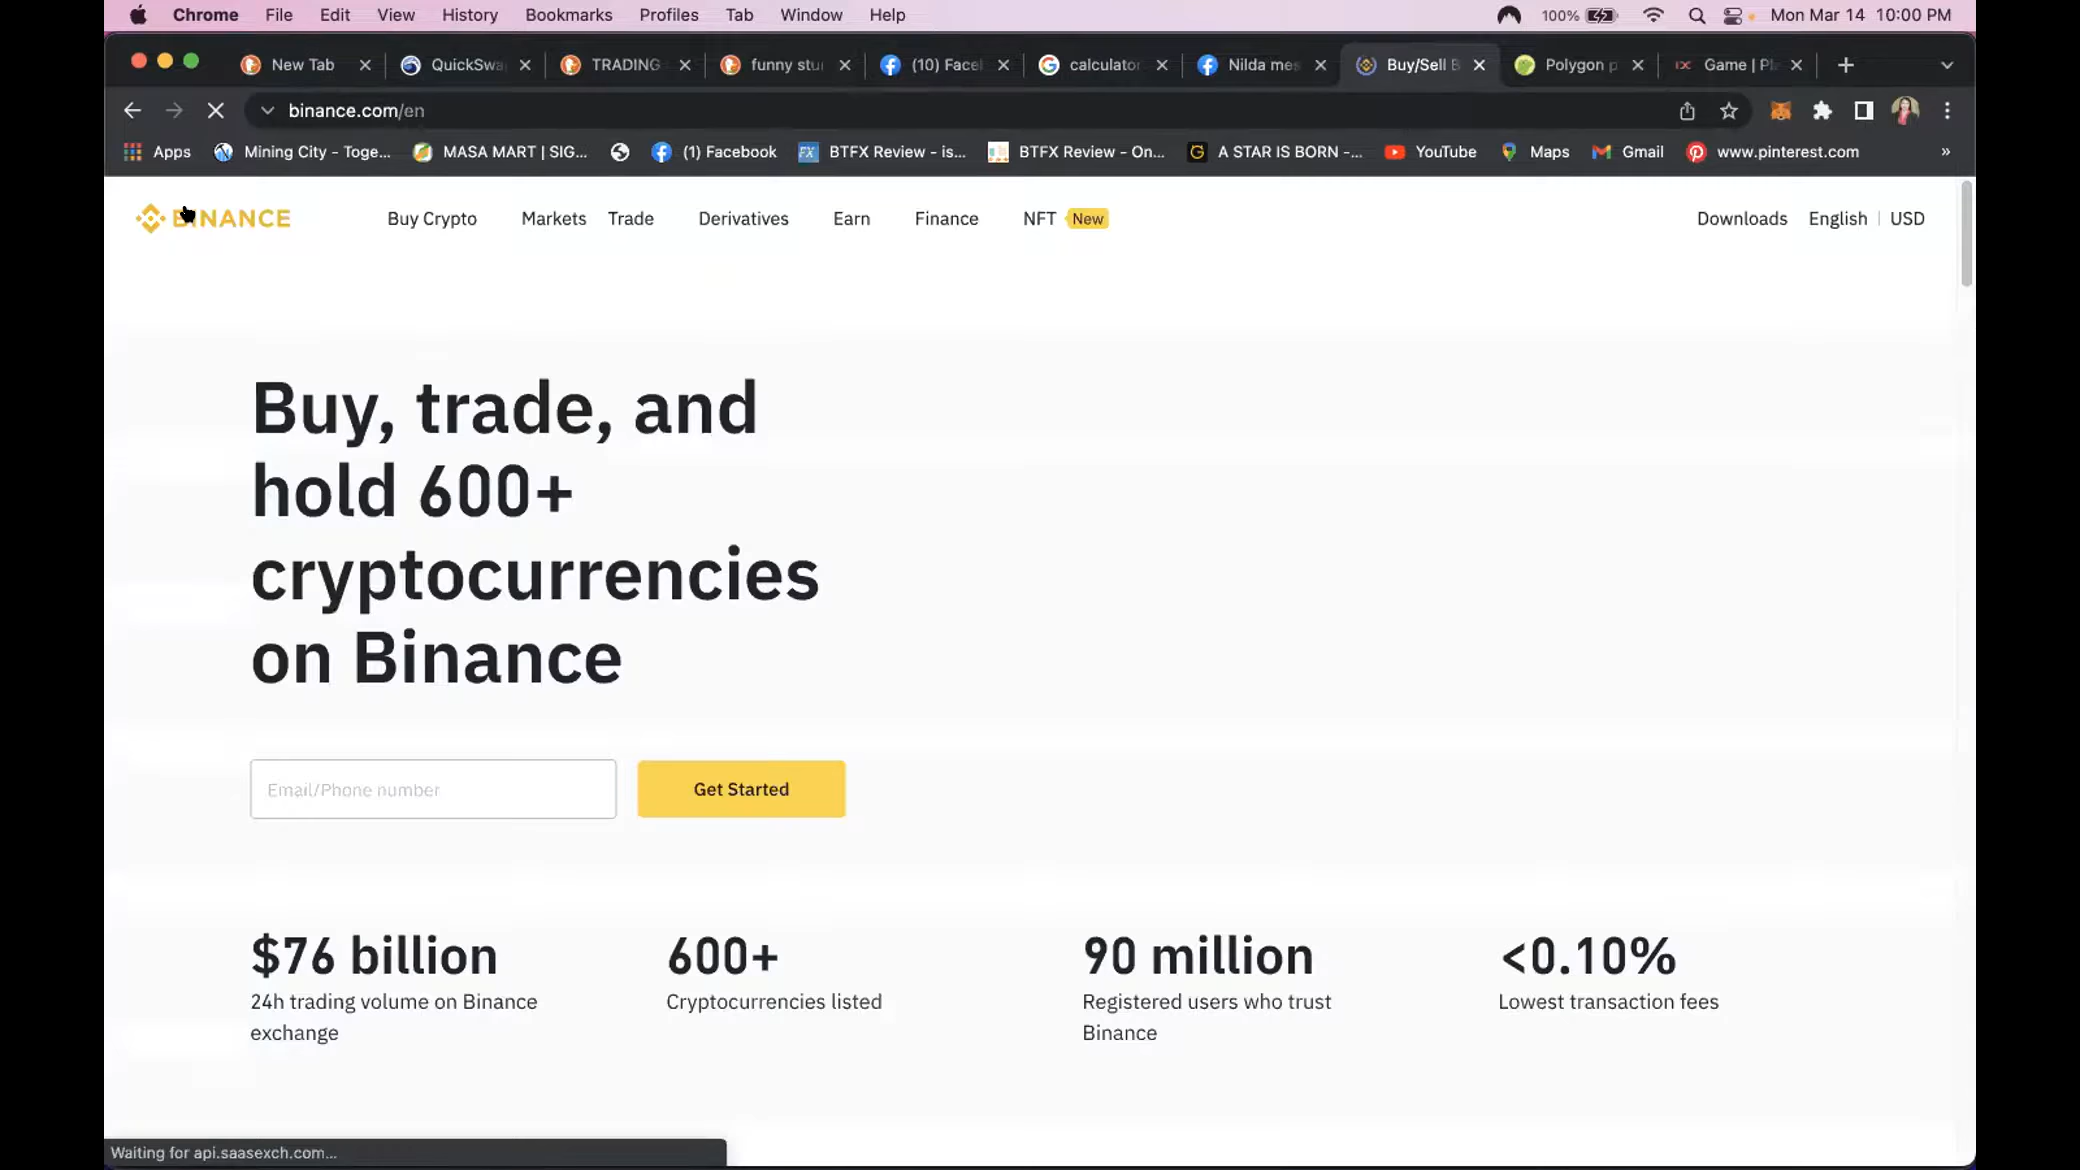 Chrome File Edit View History Bookmarks Profiles Tab Window Help 100% Mon Mar 14 10:00 PM
New Tab QuickSwa TRADING funny stu (10) Face calculator Nilda mes Buy/Sell B Polygon p Game | Pl
binance.com/en
Apps Mining City - Toge... MASA MART | SIG... (1) Facebook FX BTFX Review - is... BTFX Review - On... A STAR IS BORN -... YouTube Maps Gmail www.pinterest.com »
BINANCE Buy Crypto Markets Trade Derivatives Earn Finance NFT New Downloads English | USD
Buy, trade, and
hold 600+
cryptocurrencies
on Binance
Email/Phone number Get Started
$76 billion 600+ 90 million <0.10%
24h trading volume on Binance Cryptocurrencies listed Registered users who trust Lowest transaction fees
exchange Binance
Waiting for api.saasexch.com...